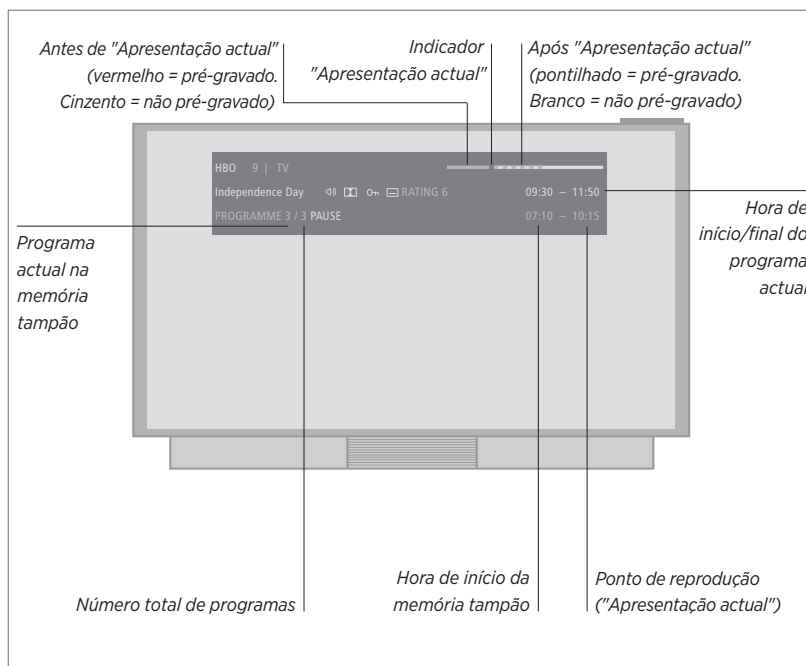 Antes de "Apresentação actual"
(vermelho = pré-gravado.
Cinzento = não pré-gravado)
Indicador
"Apresentação actual"
Após "Apresentação actual"
(pontilhado = pré-gravado.
Branco = não pré-gravado)
HBO 9 | TV
Independence Day RATING 6 09:30 – 11:50
PROGRAMME 3 / 3 PAUSE 07:10 – 10:15
Programa
actual na
memória
tampão
Hora de
início/final do
programa
actual
Número total de programas
Hora de início da
memória tampão
Ponto de reprodução
("Apresentação actual")